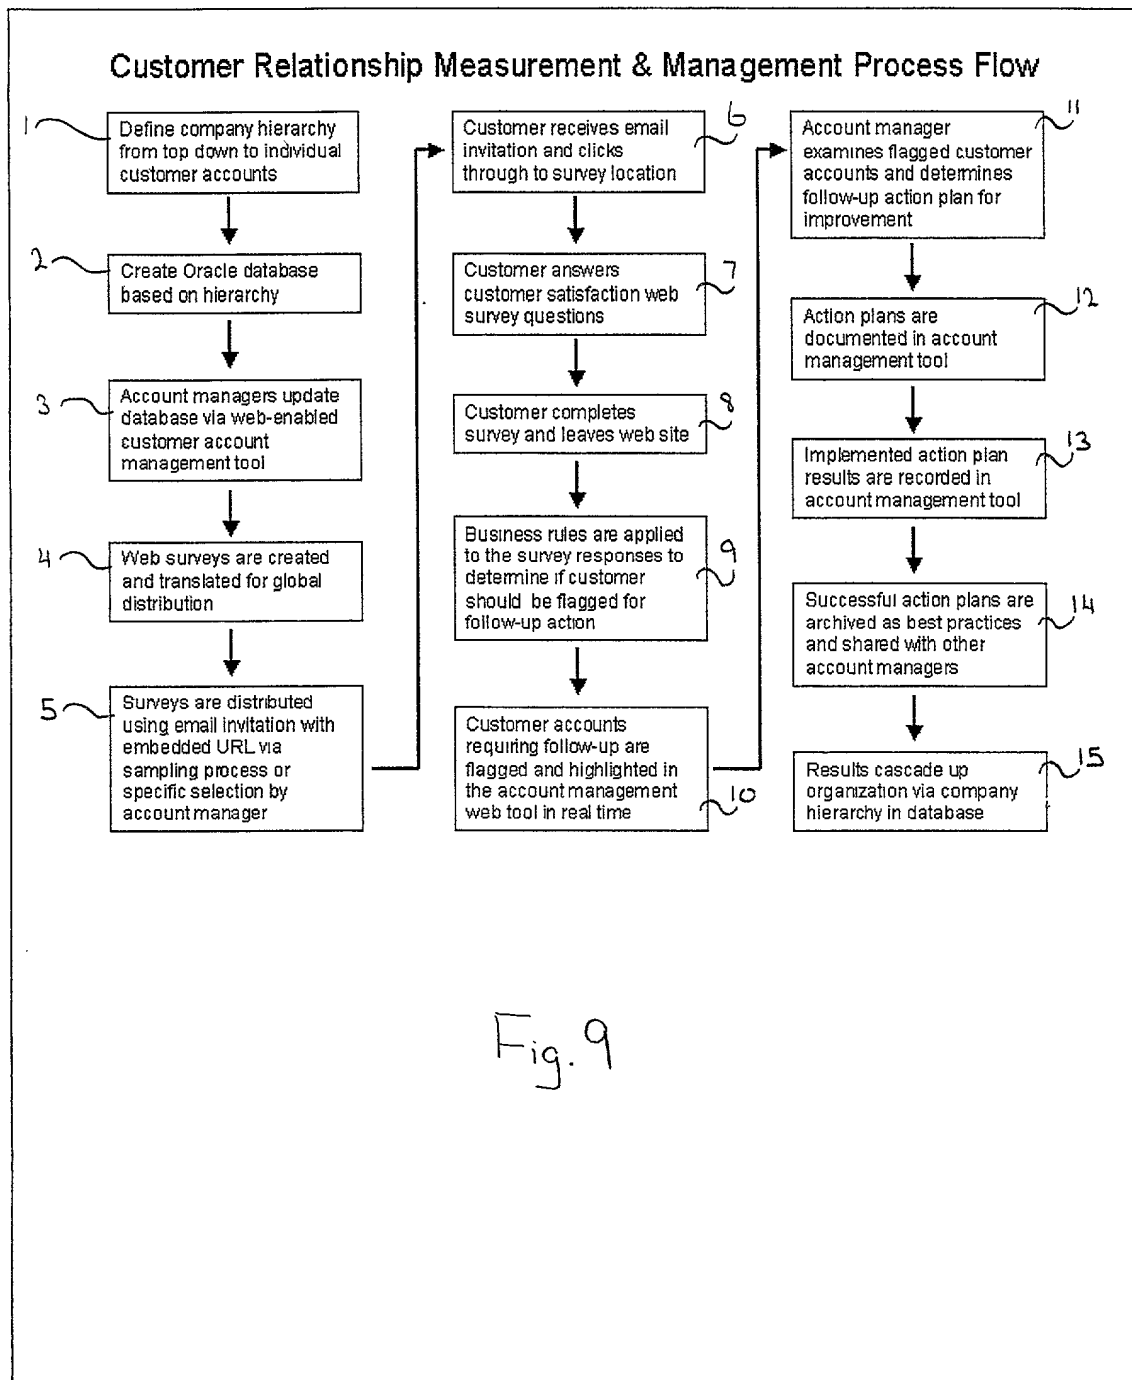 Customer Relationship Measurement & Management Process Flow
1
Define company hierarchy
from top down to individual
customer accounts
2
Create Oracle database
based on hierarchy
3
Account managers update
database via web-enabled
customer account
management tool
4
Web surveys are created
and translated for global
distribution
5
Surveys are distributed
using email invitation with
embedded URL via
sampling process or
specific selection by
account manager
6
Customer receives email
invitation and clicks
through to survey location
7
Customer answers
customer satisfaction web
survey questions
8
Customer completes
survey and leaves web site
9
Business rules are applied
to the survey responses to
determine if customer
should be flagged for
follow-up action
10
Customer accounts
requiring follow-up are
flagged and highlighted in
the account management
web tool in real time
11
Account manager
examines flagged customer
accounts and determines
follow-up action plan for
improvement
12
Action plans are
documented in account
management tool
13
Implemented action plan
results are recorded in
account management tool
14
Successful action plans are
archived as best practices
and shared with other
account managers
15
Results cascade up
organization via company
hierarchy in database
Fig. 9